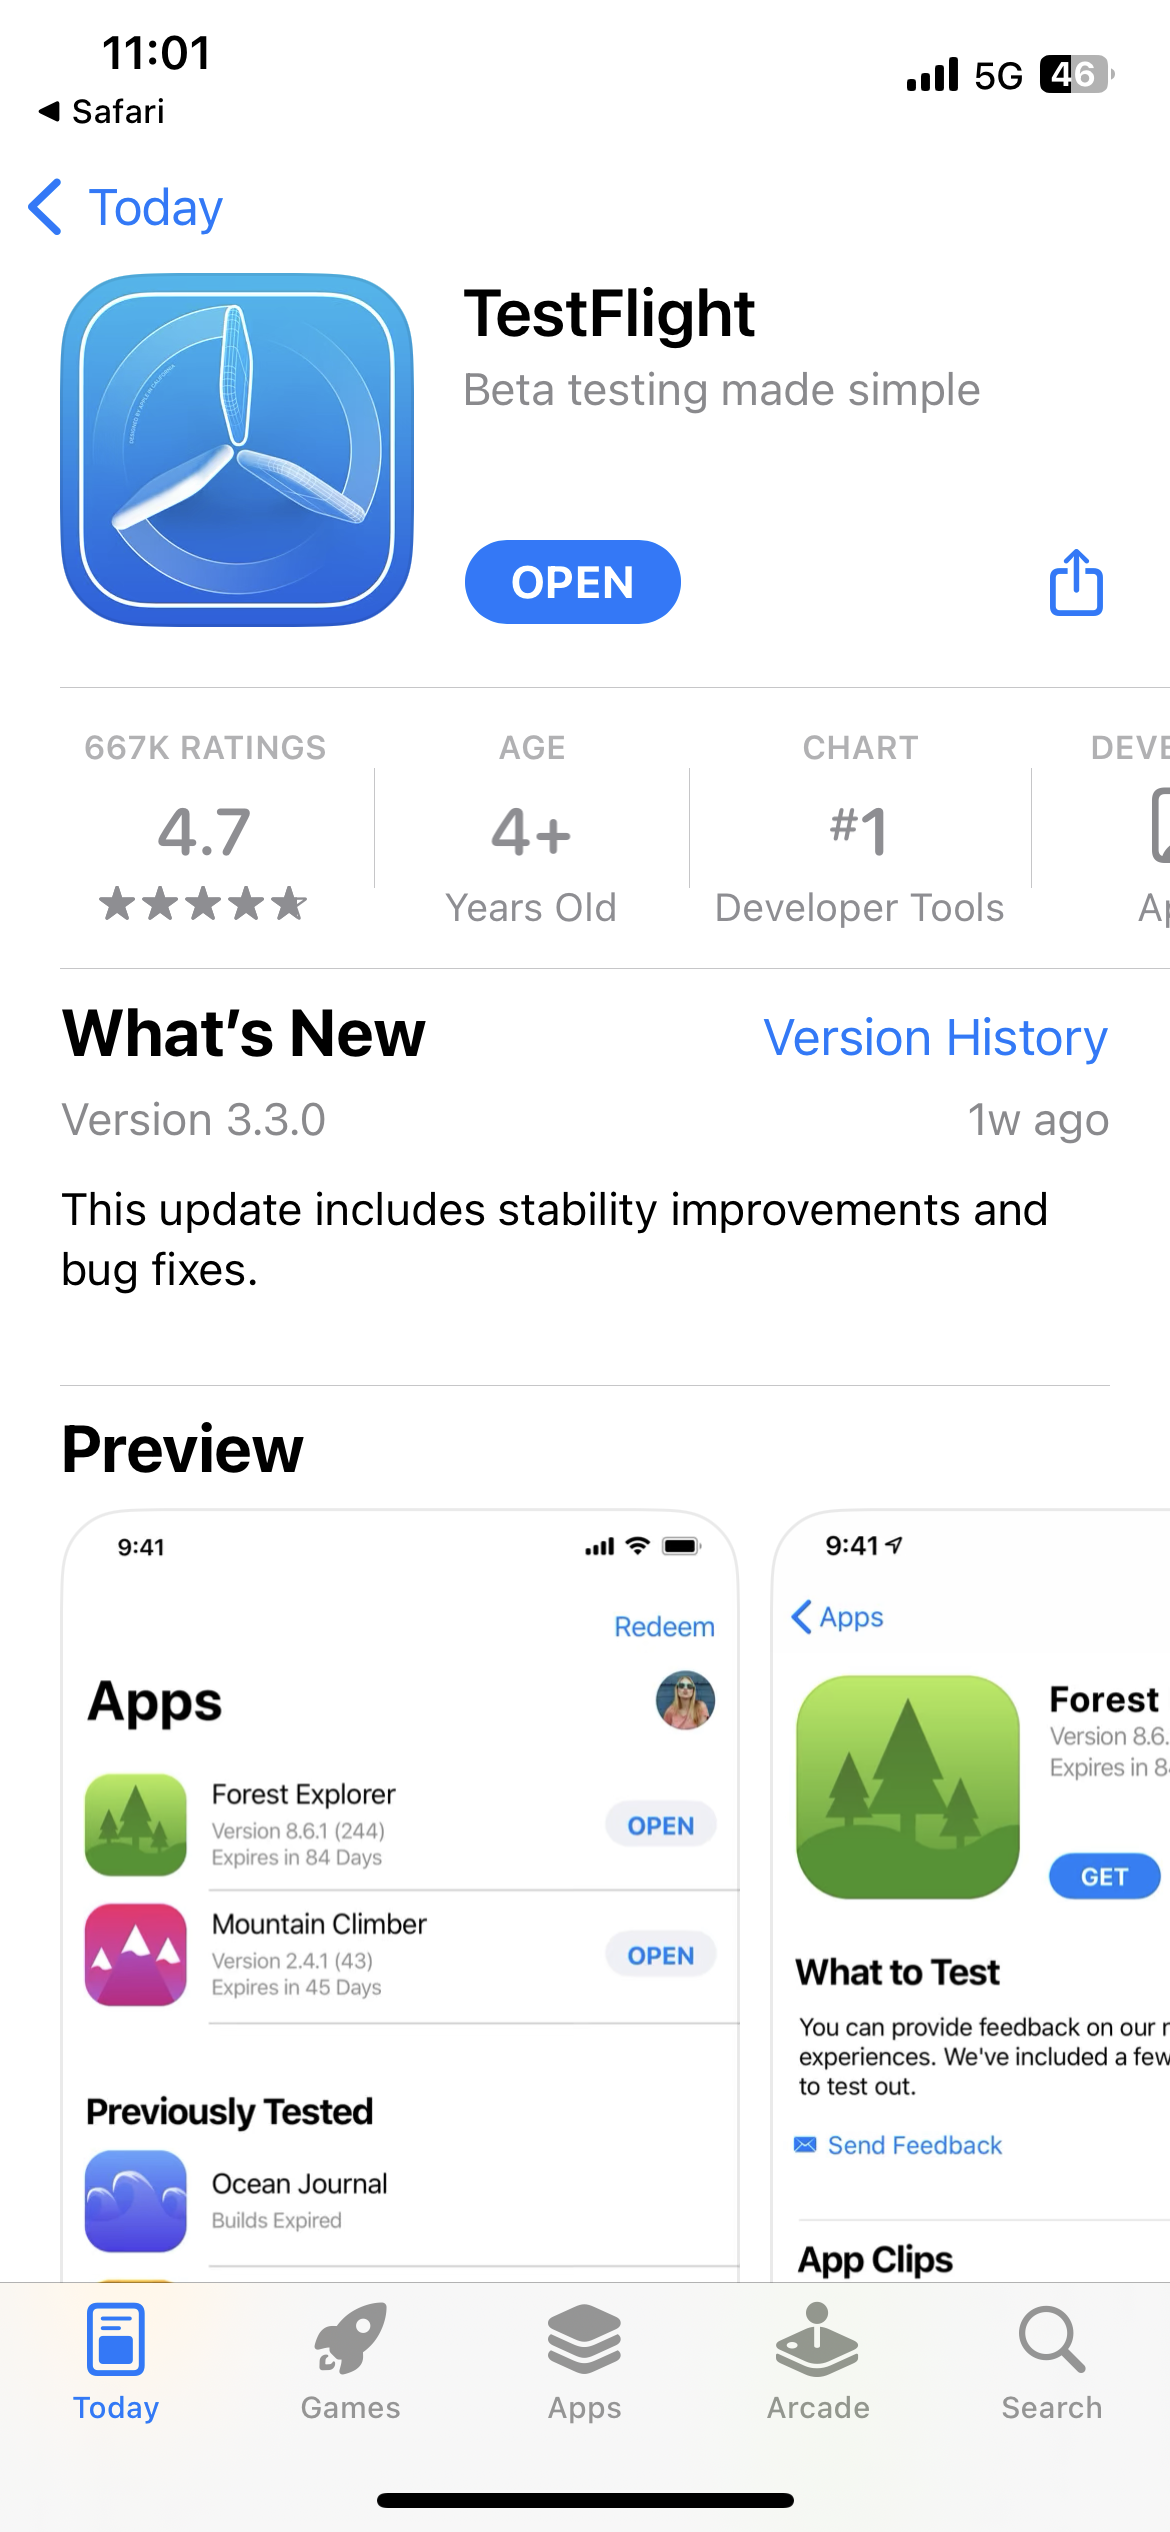 11:01
5G 46
◀ Safari
Today
TestFlight
Beta testing made simple
OPEN
667K RATINGS
4.7
AGE
4+
Years Old
CHART
#1
Developer Tools
What's New
Version History
Version 3.3.0
1w ago
This update includes stability improvements and
bug fixes.
Preview
9:41
Redeem
Apps
Forest Explorer
Version 8.6.1 (244)
Expires in 84 Days
OPEN
Mountain Climber
Version 2.4.1 (43)
Expires in 45 Days
OPEN
Previously Tested
Ocean Journal
Builds Expired
9:41
Apps
Forest
Version 8.6.
Expires in 8
GET
What to Test
You can provide feedback on our
experiences. We've included a few
to test out.
Send Feedback
App Clips
Today
Games
Apps
Arcade
Search